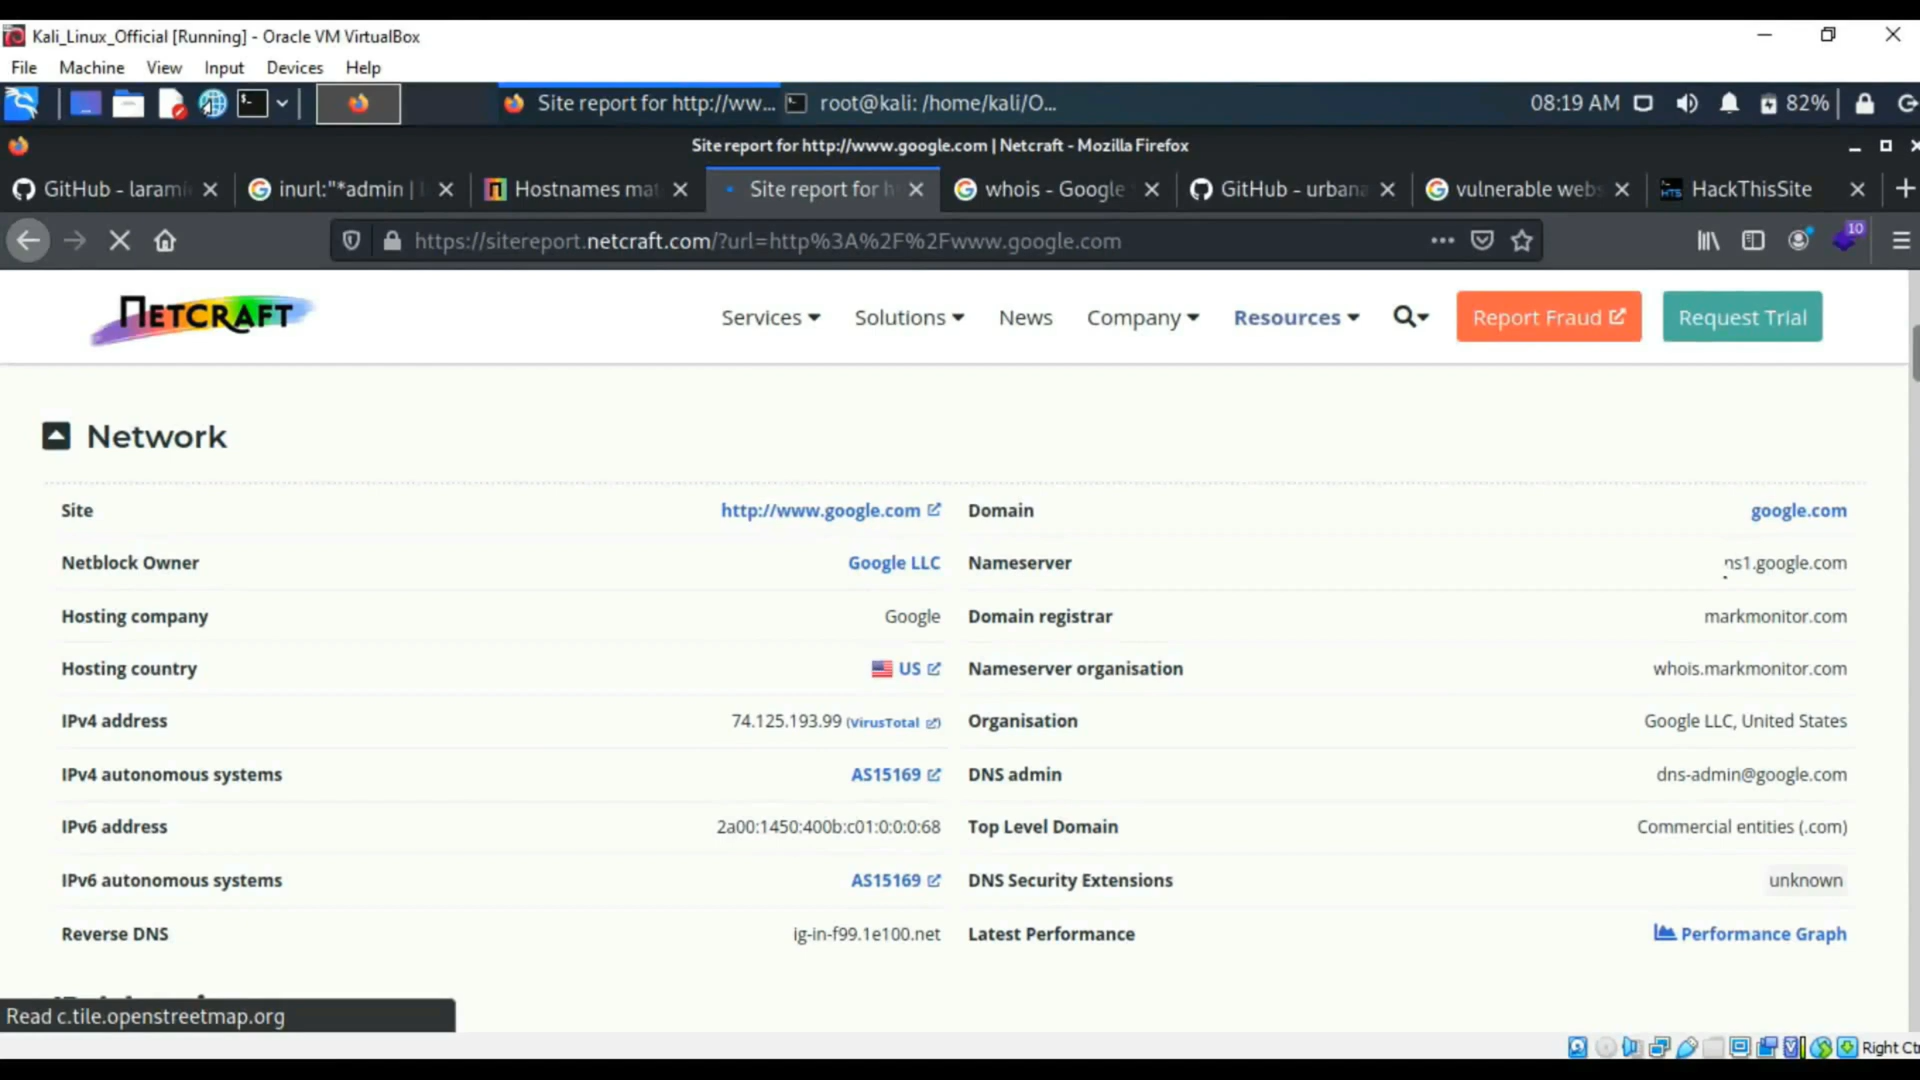 Kali_Linux_Official [Running] - Oracle VM VirtualBox
File Machine View Input Devices Help
Site report for http://ww... root@kali: /home/kali/O... 08:19 AM 82%
Site report for http://www.google.com | Netcraft - Mozilla Firefox
GitHub - larami inurl:"*admin | Hostnames mat Site report for h whois - Google GitHub - urbana vulnerable webs HackThisSite
https://sitereport.netcraft.com/?url=http%3A%2F%2Fwww.google.com 10
NETCRAFT Services Solutions News Company Resources Report Fraud Request Trial
Network
Site http://www.google.com Domain google.com
Netblock Owner Google LLC Nameserver ns1.google.com
Hosting company Google Domain registrar markmonitor.com
Hosting country US Nameserver organisation whois.markmonitor.com
IPv4 address 74.125.193.99 (VirusTotal) Organisation Google LLC, United States
IPv4 autonomous systems AS15169 DNS admin dns-admin@google.com
IPv6 address 2a00:1450:400b:c01:0:0:0:68 Top Level Domain Commercial entities (.com)
IPv6 autonomous systems AS15169 DNS Security Extensions unknown
Reverse DNS ig-in-f99.1e100.net Latest Performance Performance Graph
Read c.tile.openstreetmap.org
Right Ctr